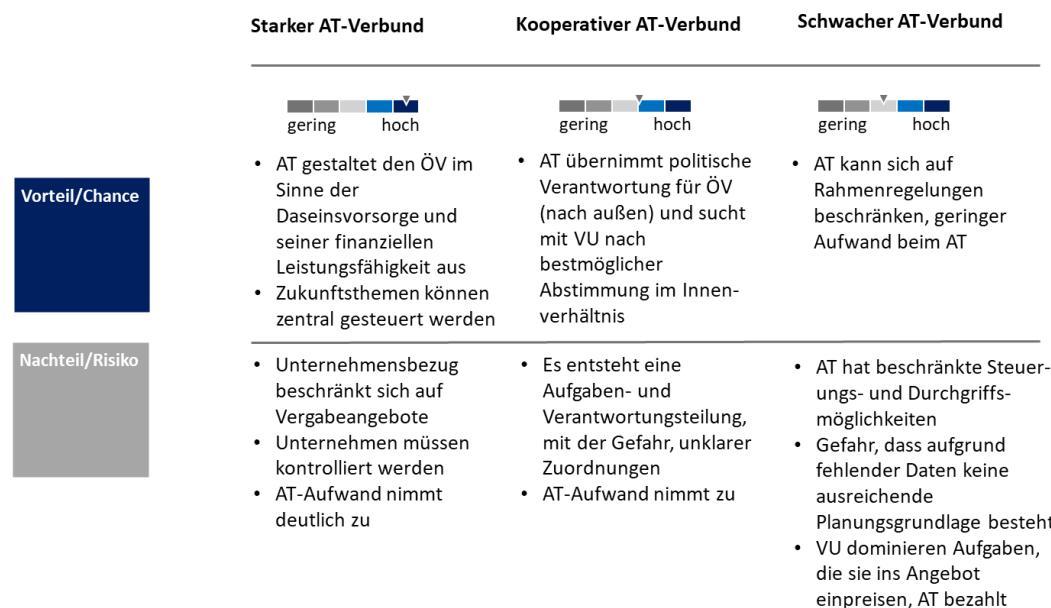 Starker AT-Verbund
Kooperativer AT-Verbund
Schwacher AT-Verbund
gering hoch
gering hoch
gering hoch
Vorteil/Chance
• AT gestaltet den ÖV im
Sinne der
Daseinsvorsorge und
seiner finanziellen
Leistungsfähigkeit aus
• Zukunftsthemen können
zentral gesteuert werden
• AT übernimmt politische
Verantwortung für ÖV
(nach außen) und sucht
mit VU nach
bestmöglicher
Abstimmung im Innen-
verhältnis
• AT kann sich auf
Rahmenregelungen
beschränken, geringer
Aufwand beim AT
Nachteil/Risiko
• Unternehmensbezug
beschränkt sich auf
Vergabeangebote
• Unternehmen müssen
kontrolliert werden
• AT-Aufwand nimmt
deutlich zu
• Es entsteht eine
Aufgaben- und
Verantwortungsteilung,
mit der Gefahr, unklarer
Zuordnungen
• AT-Aufwand nimmt zu
• AT hat beschränkte Steuer-
ungs- und Durchgriffs-
möglichkeiten
• Gefahr, dass aufgrund
fehlender Daten keine
ausreichende
Planungsgrundlage besteht
• VU dominieren Aufgaben,
die sie ins Angebot
einpreisen, AT bezahlt